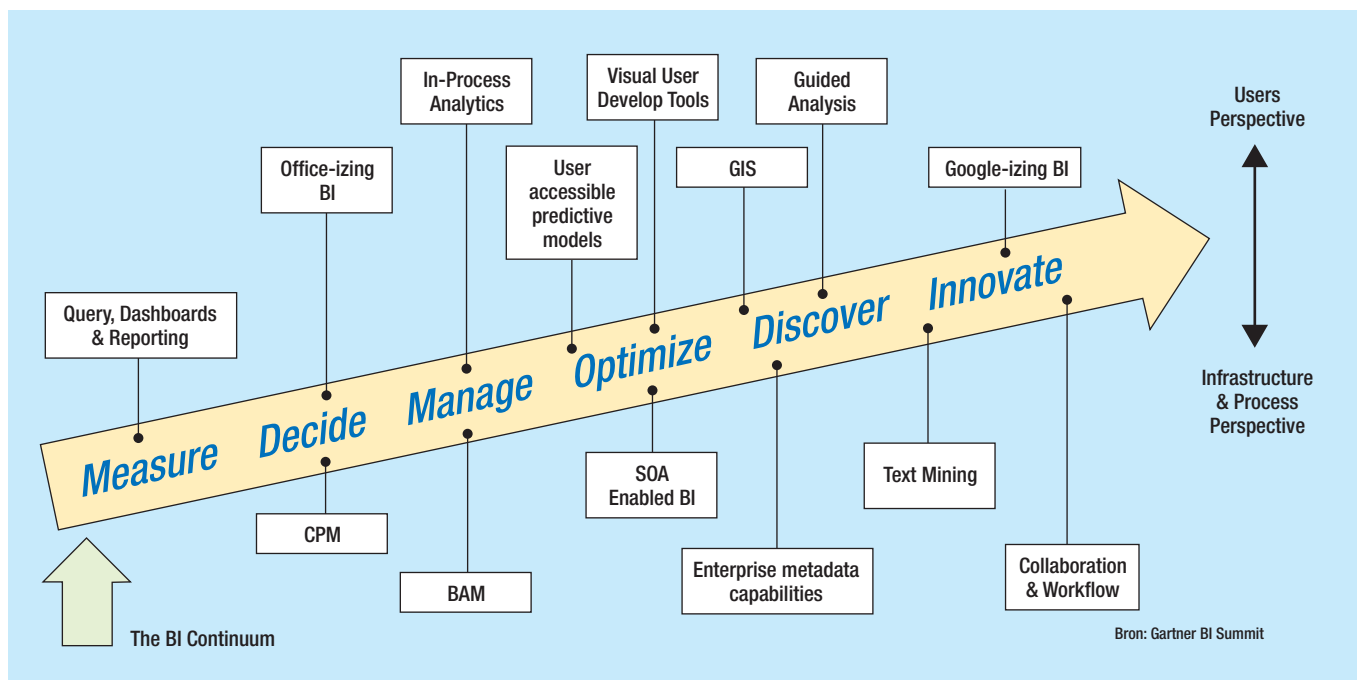 In-Process
Analytics
Visual User
Develop Tools
Guided
Analysis
Users
Perspective
Office-izing
BI
User
accessible
predictive
models
GIS
Google-izing BI
Query, Dashboards
& Reporting
Measure
Decide
Manage
Optimize
Discover
Innovate
Infrastructure
& Process
Perspective
CPM
BAM
SOA
Enabled BI
Enterprise metadata
capabilities
Text Mining
Collaboration
& Workflow
The BI Continuum
Bron: Gartner BI Summit